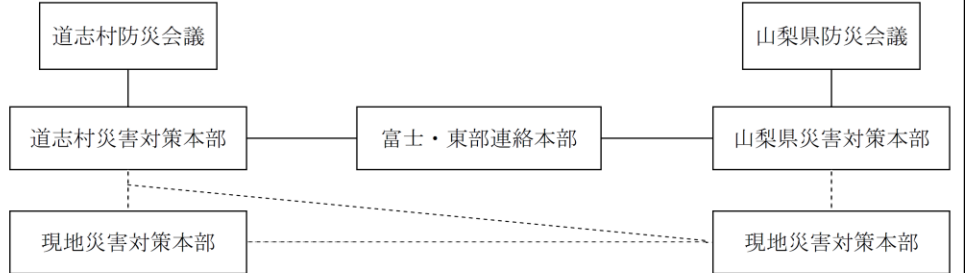 道志村防災会議
山梨県防災会議
道志村災害対策本部
富士・東部連絡本部
山梨県災害対策本部
現地災害対策本部
現地災害対策本部